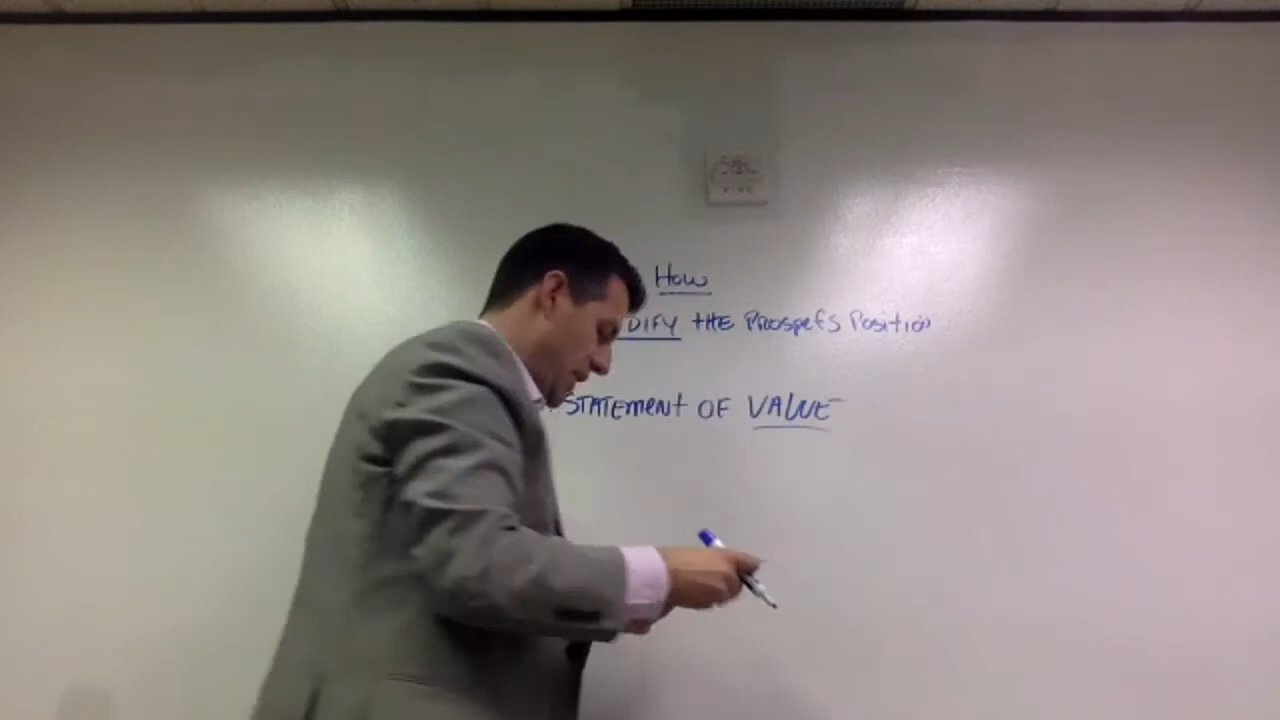 How
DIFY THE PROSPEfS POSITION
STATEMENT OF VALUE